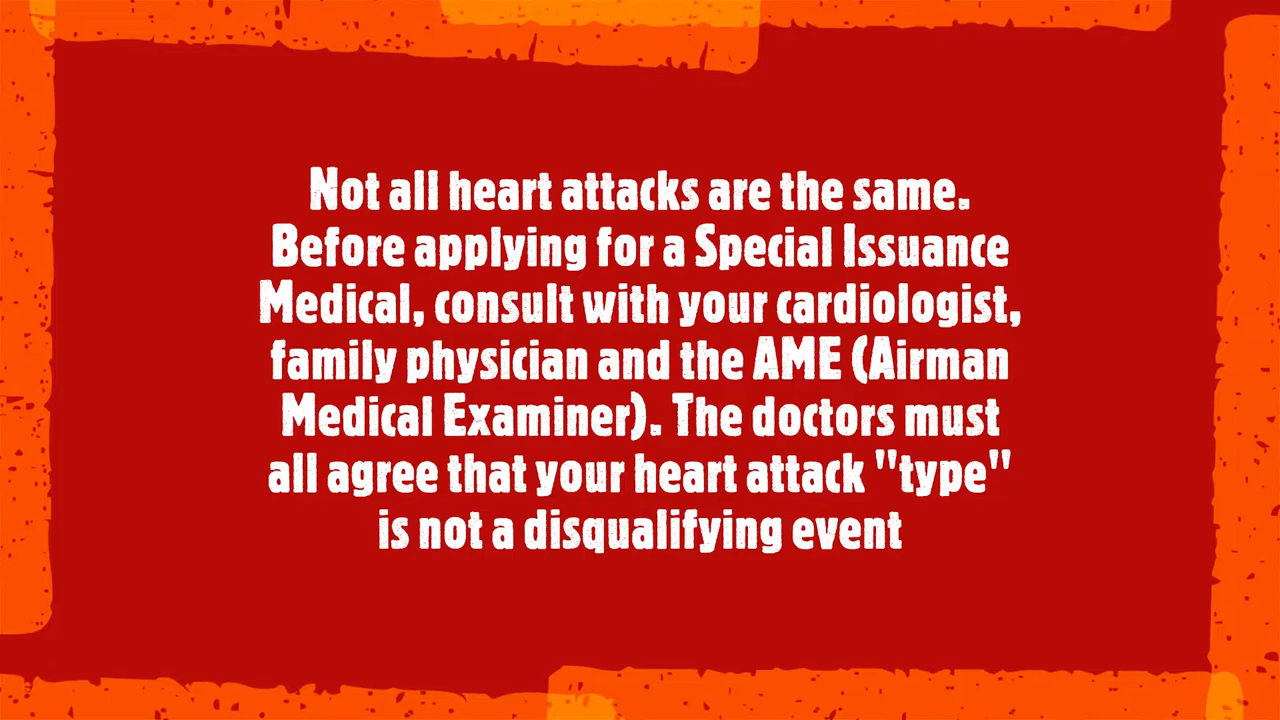 Not all heart attacks are the same.
Before applying for a Special Issuance
Medical, consult with your cardiologist,
family physician and the AME (Airman
Medical Examiner). The doctors must
all agree that your heart attack "type"
is not a disqualifying event